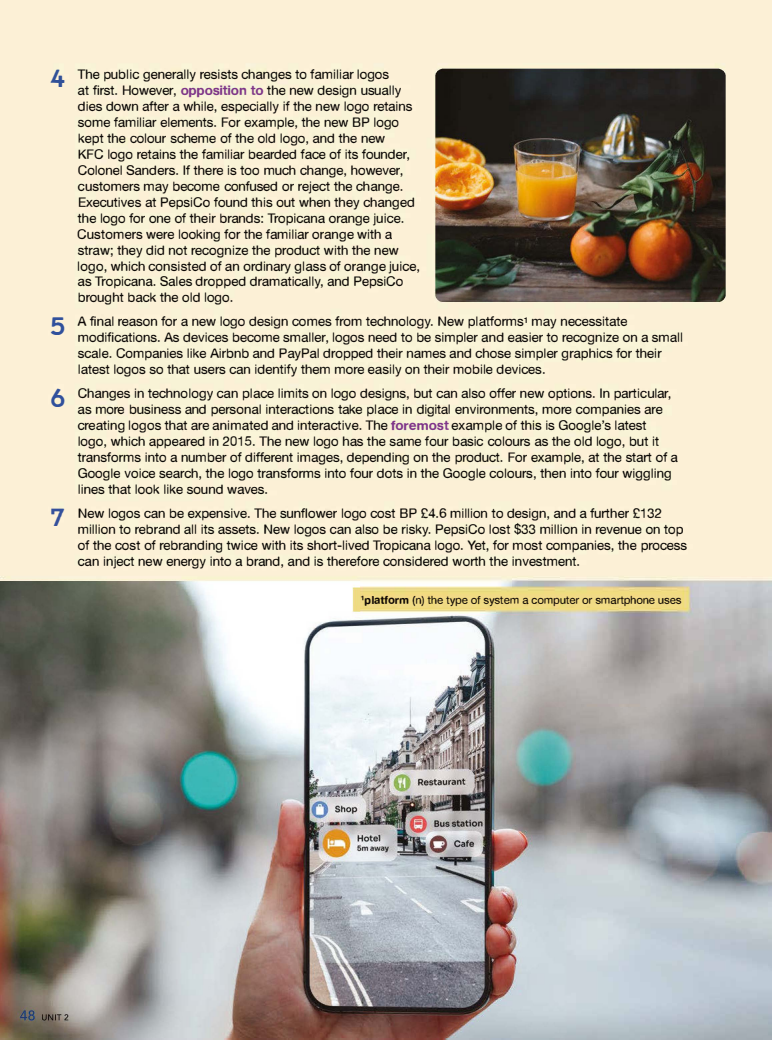 4 The public generally resists changes to familiar logos
at first. However, opposition to the new design usually
dies down after a while, especially if the new logo retains
some familiar elements. For example, the new BP logo
kept the colour scheme of the old logo, and the new
KFC logo retains the familiar bearded face of its founder,
Colonel Sanders. If there is too much change, however,
customers may become confused or reject the change.
Executives at PepsiCo found this out when they changed
the logo for one of their brands: Tropicana orange juice.
Customers were looking for the familiar orange with a
straw; they did not recognize the product with the new
logo, which consisted of an ordinary glass of orange juice,
as Tropicana. Sales dropped dramatically, and PepsiCo
brought back the old logo.
5 A final reason for a new logo design comes from technology. New platforms¹ may necessitate
modifications. As devices become smaller, logos need to be simpler and easier to recognize on a small
scale. Companies like Airbnb and PayPal dropped their names and chose simpler graphics for their
latest logos so that users can identify them more easily on their mobile devices.
6 Changes in technology can place limits on logo designs, but can also offer new options. In particular,
as more business and personal interactions take place in digital environments, more companies are
creating logos that are animated and interactive. The foremost example of this is Google's latest
logo, which appeared in 2015. The new logo has the same four basic colours as the old logo, but it
transforms into a number of different images, depending on the product. For example, at the start of a
Google voice search, the logo transforms into four dots in the Google colours, then into four wiggling
lines that look like sound waves.
7 New logos can be expensive. The sunflower logo cost BP £4.6 million to design, and a further £132
million to rebrand all its assets. New logos can also be risky. PepsiCo lost $33 million in revenue on top
of the cost of rebranding twice with its short-lived Tropicana logo. Yet, for most companies, the process
can inject new energy into a brand, and is therefore considered worth the investment.
¹platform (n) the type of system a computer or smartphone uses
Restaurant
Shop
Bus station
Hotel
5m away
Cafe
48 UNIT 2